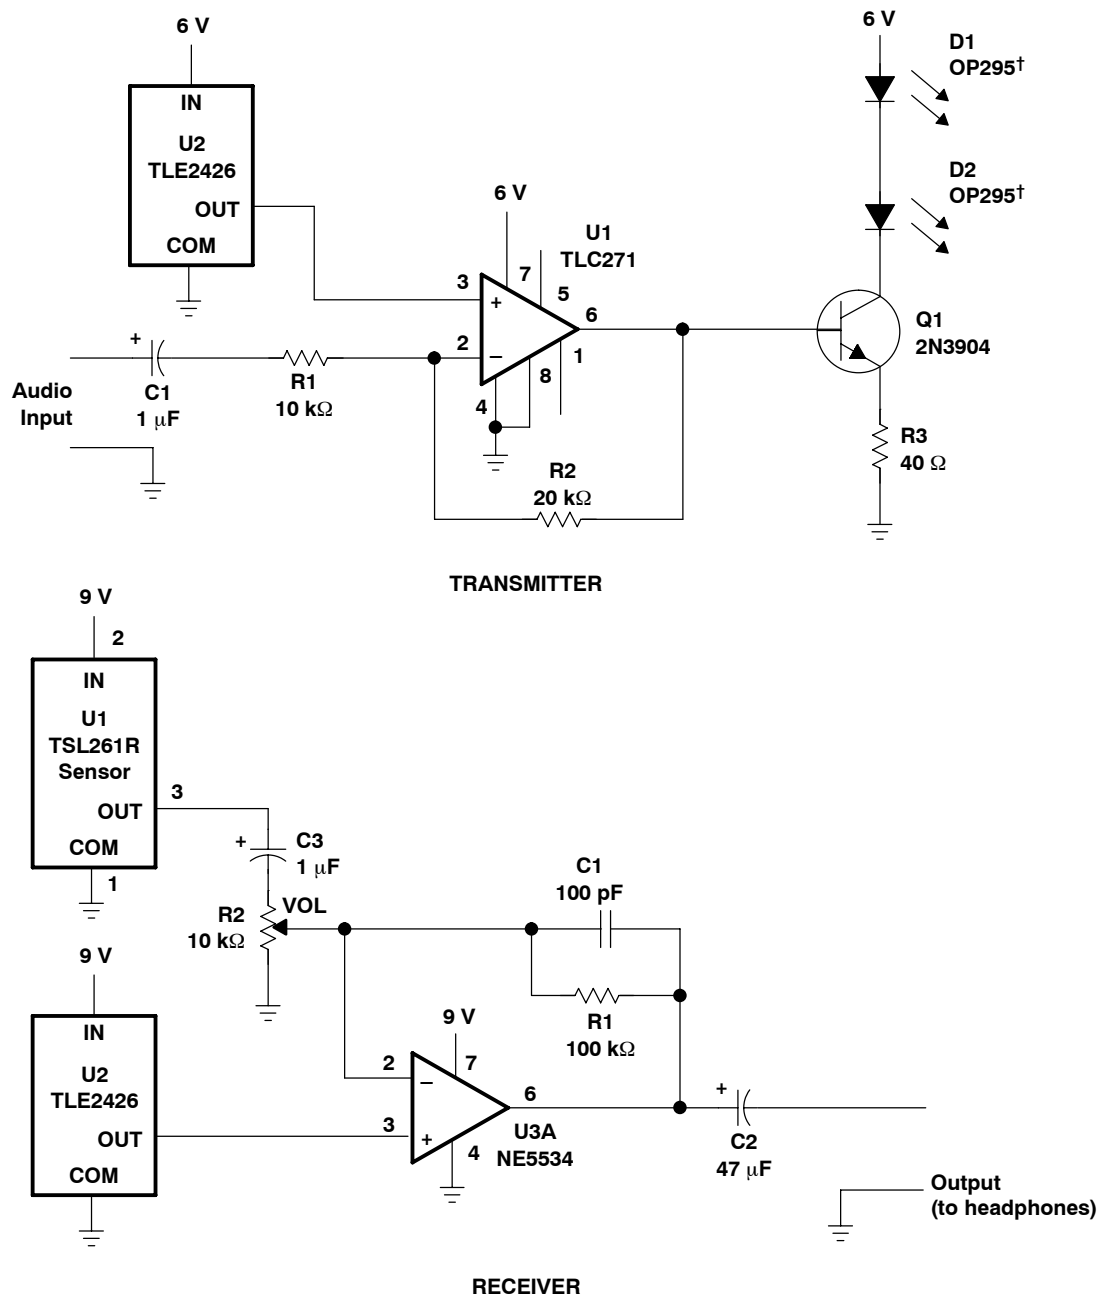 6 V
IN
U2
TLE2426
OUT
COM
6 V
U1
TLC271
3
7
5
+
6
2
–
1
8
4
+
C1
1 μF
R1
10 kΩ
Audio
Input
R2
20 kΩ
6 V
D1
OP295†
D2
OP295†
Q1
2N3904
R3
40 Ω
TRANSMITTER
9 V
2
IN
U1
TSL261R
Sensor
3
OUT
COM
1
+
C3
1 μF
VOL
R2
10 kΩ
C1
100 pF
R1
100 kΩ
9 V
IN
U2
TLE2426
OUT
COM
9 V
2
7
–
6
3
+
4
U3A
NE5534
+
C2
47 μF
Output
(to headphones)
RECEIVER